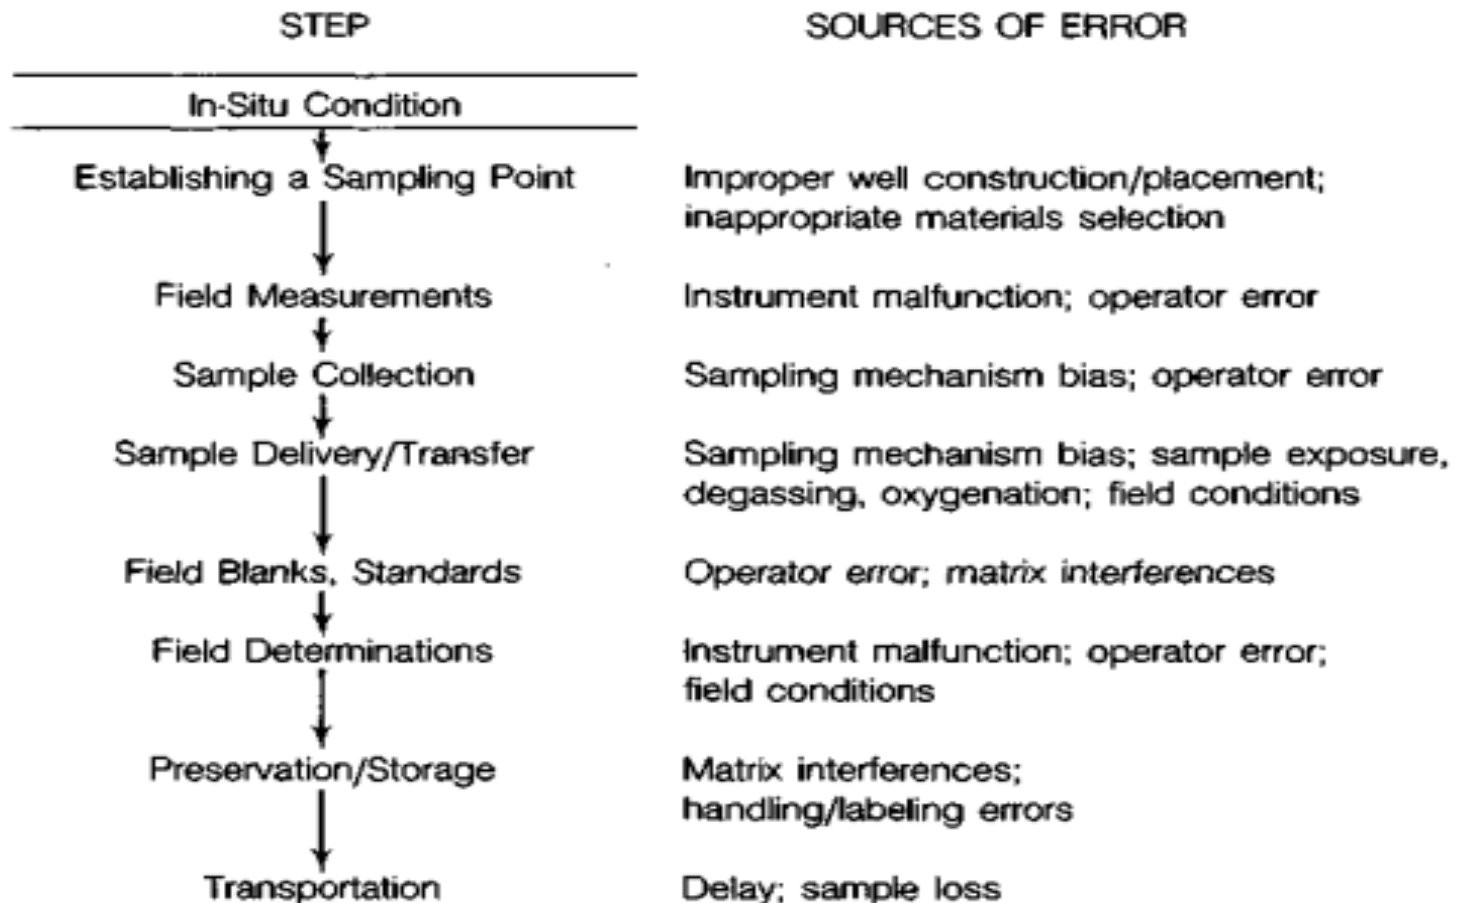 STEP SOURCES OF ERROR
In-Situ Condition
Establishing a Sampling Point Improper well construction/placement;
inappropriate materials selection
Field Measurements Instrument malfunction; operator error
Sample Collection Sampling mechanism bias; operator error
Sample Delivery/Transfer Sampling mechanism bias; sample exposure,
degassing, oxygenation; field conditions
Field Blanks, Standards Operator error; matrix interferences
Field Determinations Instrument malfunction; operator error;
field conditions
Preservation/Storage Matrix interferences;
handling/labeling errors
Transportation Delay; sample loss